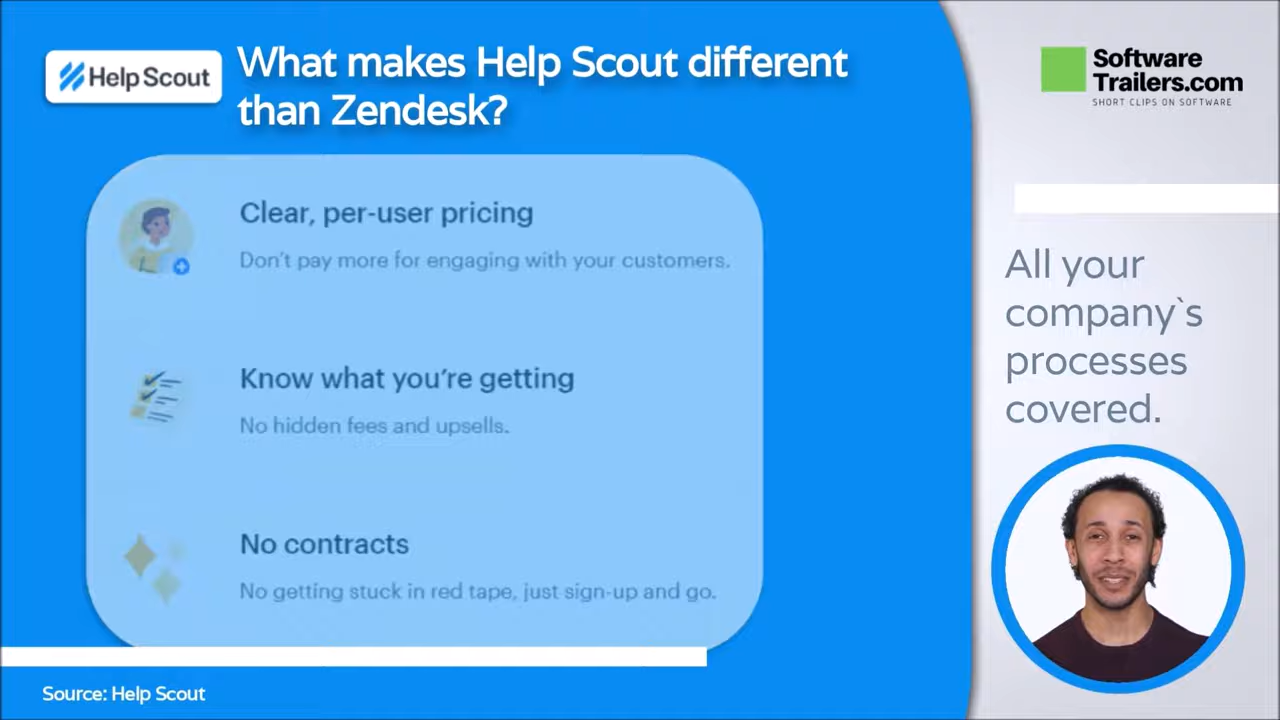 Help Scout
What makes Help Scout different
than Zendesk?
Clear, per-user pricing
Don't pay more for engaging with your customers.
Know what you're getting
No hidden fees and upsells.
No contracts
No getting stuck in red tape, just sign-up and go.
Source: Help Scout
Software
Trailers.com
SHORT CLIPS ON SOFTWARE
All your
company`s
processes
covered.